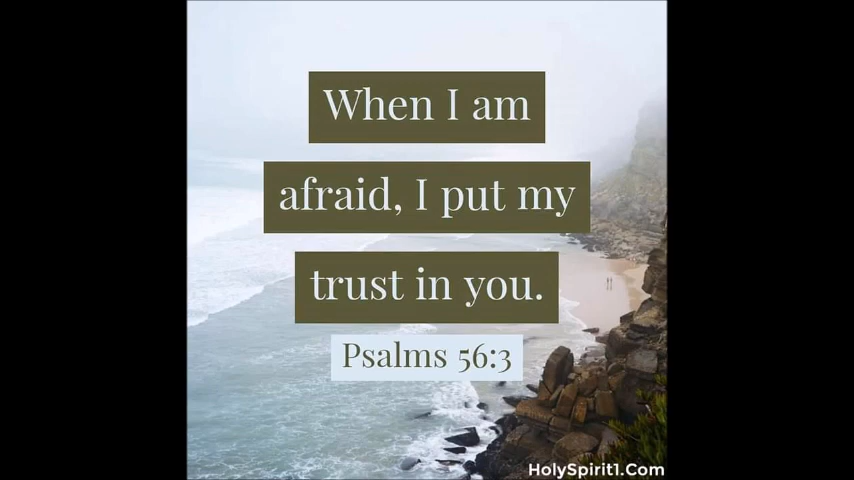 When I am
afraid, I put my
trust in you.
Psalms 56:3
HolySpirit1.Com